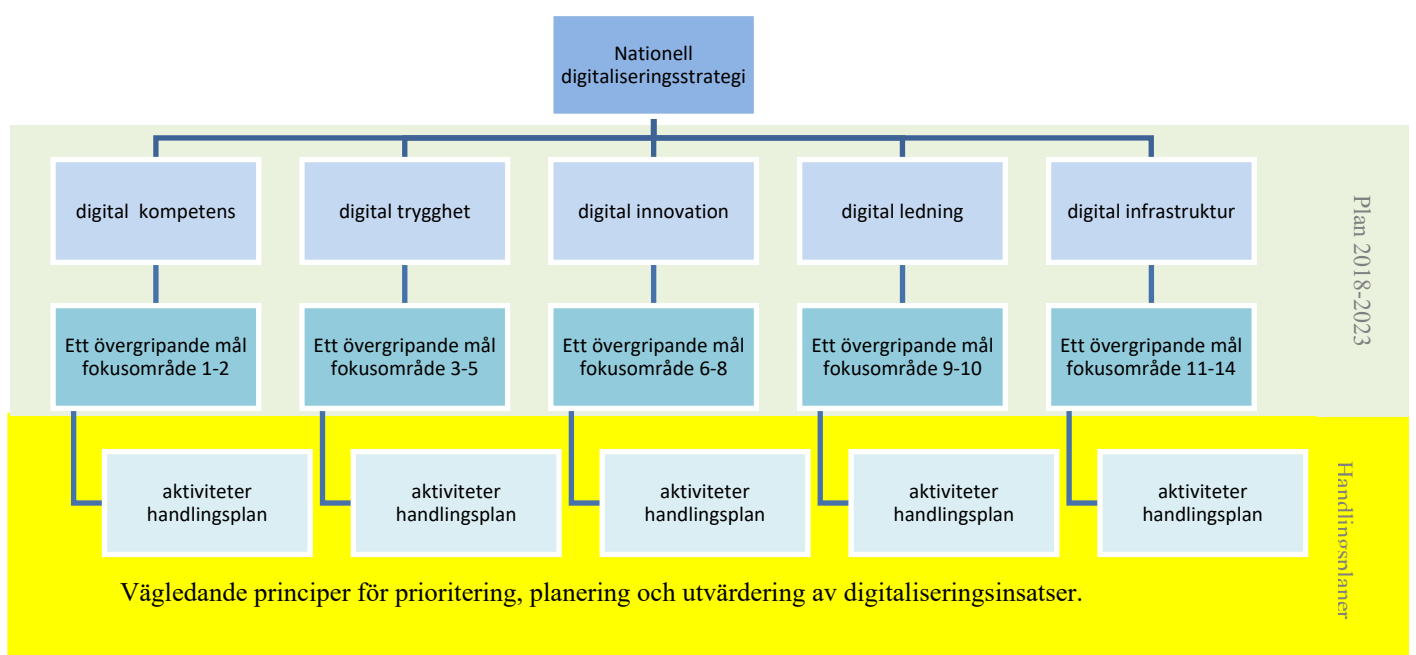 Nationell
digitaliseringsstrategi
digital kompetens
digital trygghet
digital innovation
digital ledning
digital infrastruktur
Plan 2018-2023
Ett övergripande mål
fokusområde 1-2
Ett övergripande mål
fokusområde 3-5
Ett övergripande mål
fokusområde 6-8
Ett övergripande mål
fokusområde 9-10
Ett övergripande mål
fokusområde 11-14
aktiviteter
handlingsplan
aktiviteter
handlingsplan
aktiviteter
handlingsplan
aktiviteter
handlingsplan
aktiviteter
handlingsplan
Handlingsplaner
Vägledande principer för prioritering, planering och utvärdering av digitaliseringsinsatser.